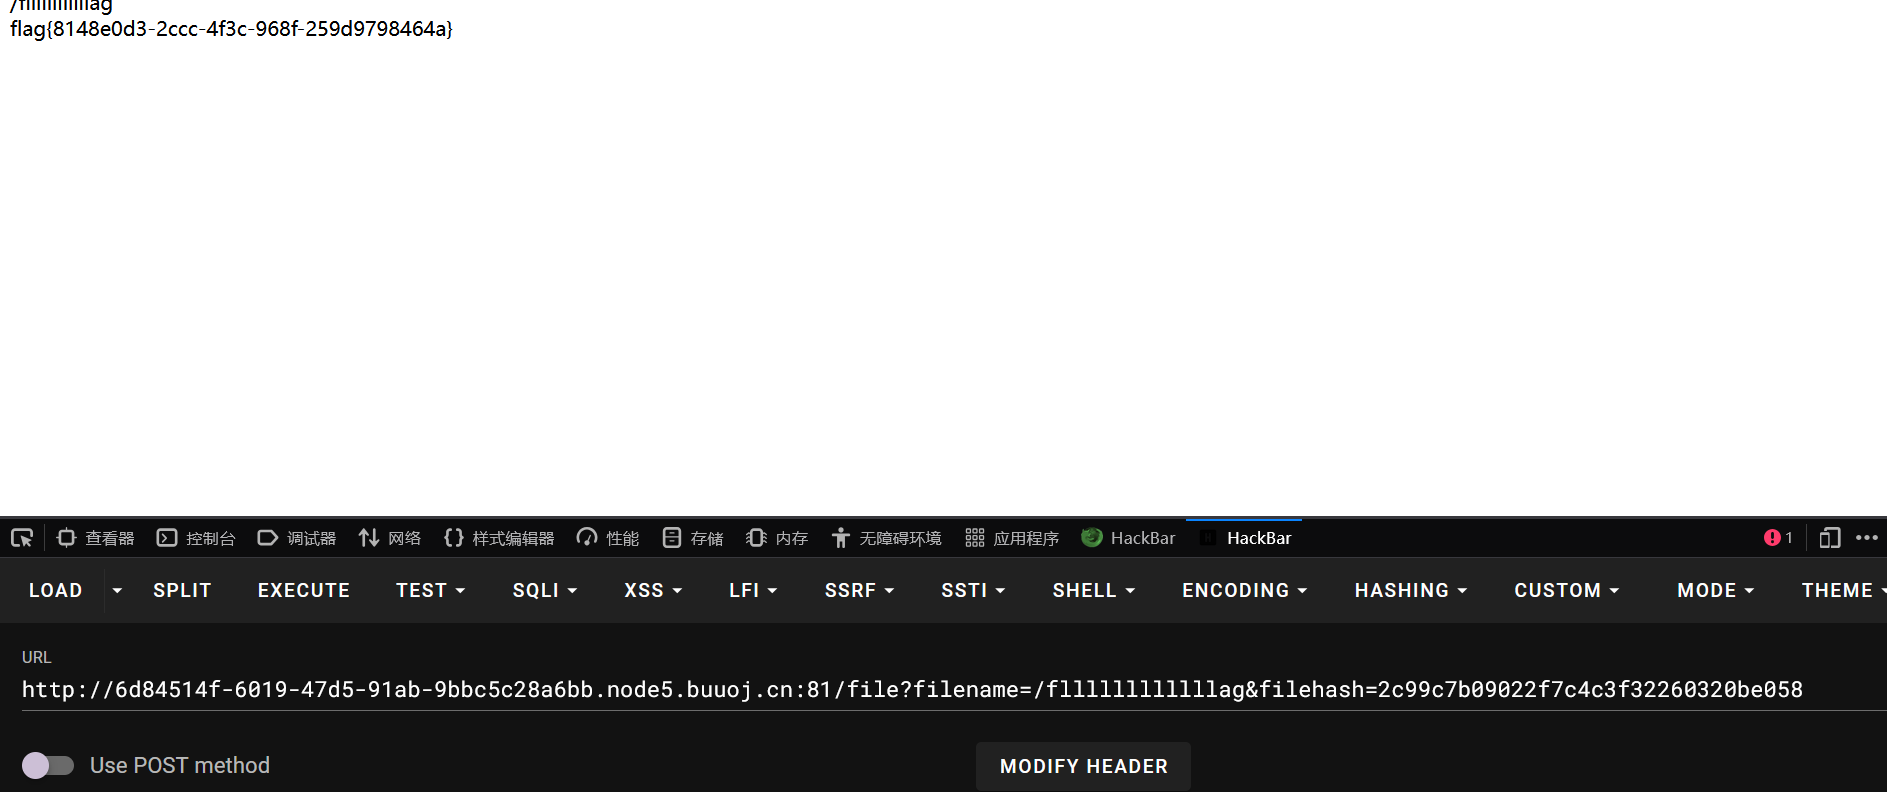 /fllllllllllllag
flag{8148e0d3-2ccc-4f3c-968f-259d9798464a}
查看器 控制台 调试器 网络 样式编辑器 性能 存储 内存 无障碍环境 应用程序 HackBar HackBar 1
LOAD SPLIT EXECUTE TEST SQLI XSS LFI SSRF SSTI SHELL ENCODING HASHING CUSTOM MODE THEME
URL
http://6d84514f-6019-47d5-91ab-9bbc5c28a6bb.node5.buuoj.cn:81/file?filename=/fllllllllllllag&filehash=2c99c7b09022f7c4c3f32260320be058
Use POST method MODIFY HEADER